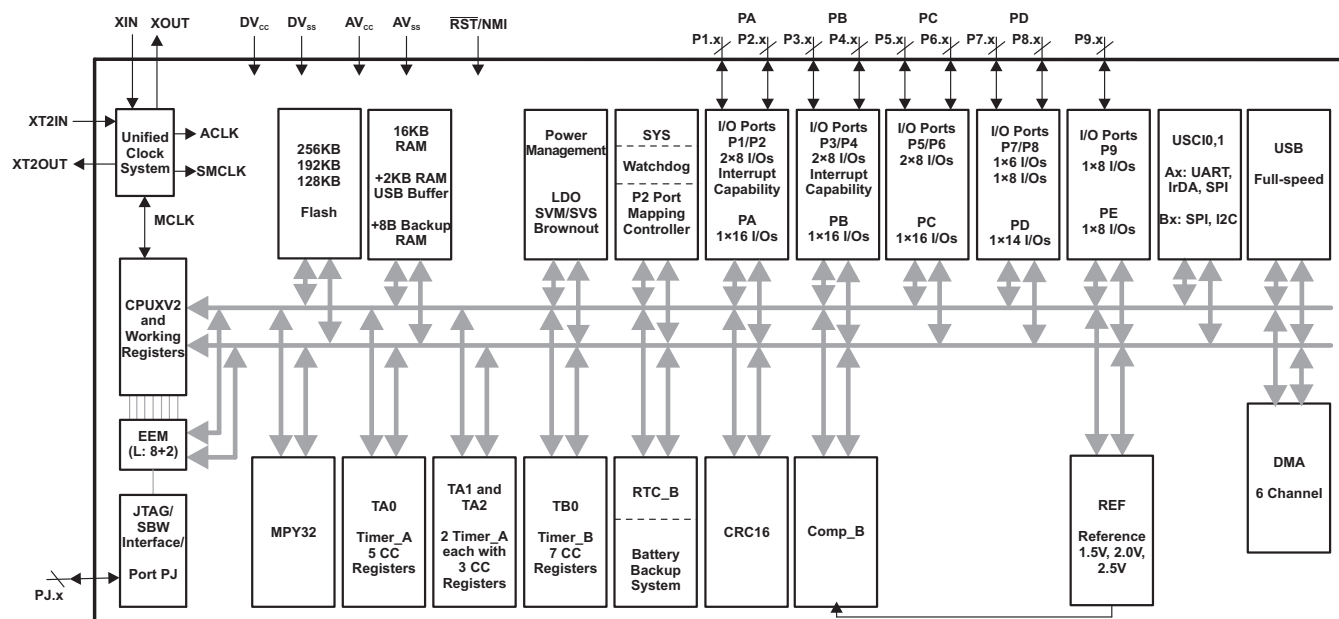 XIN XOUT DVCC DVSS AVCC AVSS RST/NMI PA PB PC PD
P1.x P2.x P3.x P4.x P5.x P6.x P7.x P8.x P9.x
XT2IN
XT2OUT
Unified
Clock
System
ACLK
SMCLK
MCLK
256KB
192KB
128KB
Flash
16KB
RAM
+2KB RAM
USB Buffer
+8B Backup
RAM
Power
Management
LDO
SVM/SVS
Brownout
SYS
Watchdog
P2 Port
Mapping
Controller
I/O Ports
P1/P2
2×8 I/Os
Interrupt
Capability
PA
1×16 I/Os
I/O Ports
P3/P4
2×8 I/Os
Interrupt
Capability
PB
1×16 I/Os
I/O Ports
P5/P6
2×8 I/Os
PC
1×16 I/Os
I/O Ports
P7/P8
1×6 I/Os
1×8 I/Os
PD
1×14 I/Os
I/O Ports
P9
1×8 I/Os
PE
1×8 I/Os
USCI0,1
Ax: UART,
IrDA, SPI
Bx: SPI, I2C
USB
Full-speed
CPUXV2
and
Working
Registers
EEM
(L: 8+2)
JTAG/
SBW
Interface/
Port PJ
PJ.x
MPY32
TA0
Timer_A
5 CC
Registers
TA1 and
TA2
2 Timer_A
each with
3 CC
Registers
TB0
Timer_B
7 CC
Registers
RTC_B
Battery
Backup
System
CRC16
Comp_B
REF
Reference
1.5V, 2.0V,
2.5V
DMA
6 Channel